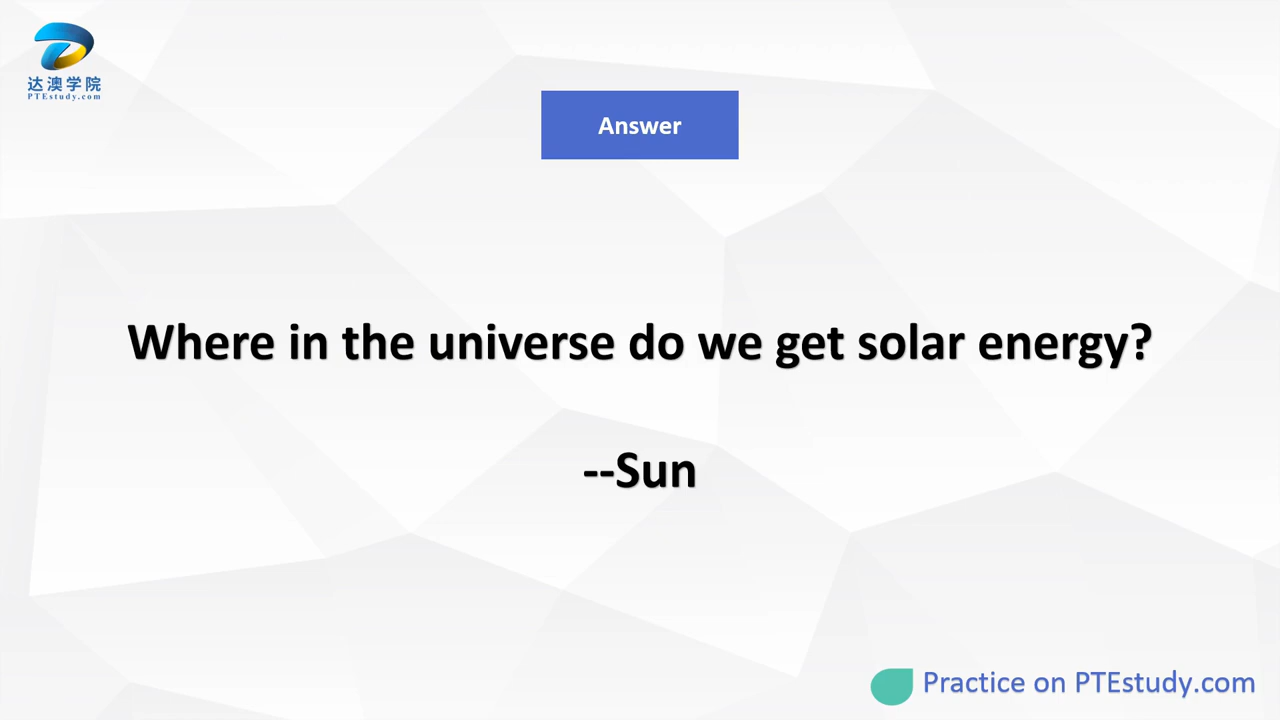 达澳学院
PTEstudy.com
Answer
Where in the universe do we get solar energy?
--Sun
Practice on PTEstudy.com